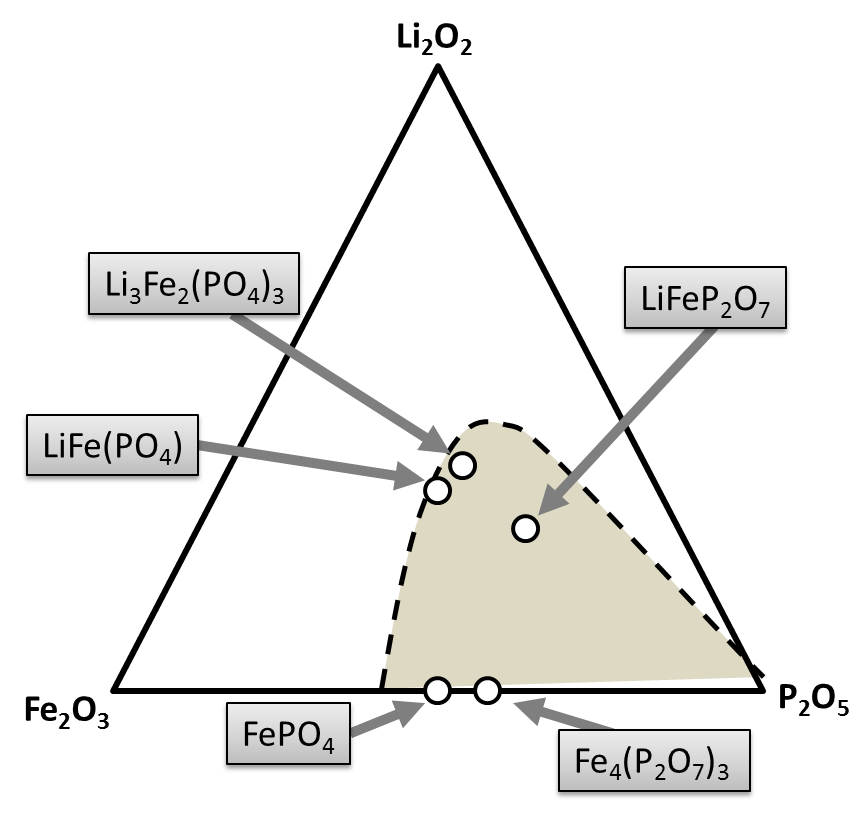 Li₂O₂
Li₃Fe₂(PO₄)₃
LiFeP₂O₇
LiFe(PO₄)
Fe₂O₃
P₂O₅
FePO₄
Fe₄(P₂O₇)₃